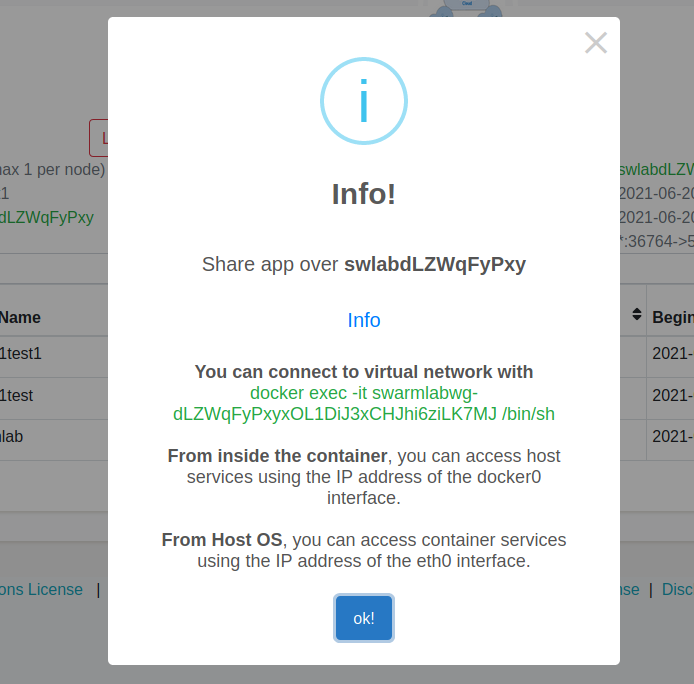 i
Info!
Share app over swlabdLZWqFyPxy
Info
You can connect to virtual network with
docker exec -it swarmlabwg-
dLZWqFyPxyxOL1DiJ3xCHJhi6ziLK7MJ /bin/sh
From inside the container, you can access host
services using the IP address of the docker0
interface.
From Host OS, you can access container services
using the IP address of the eth0 interface.
ok!
L
nax 1 per node)
1
dLZWqFyPxy
swlabdLZW
2021-06-20
2021-06-20
*:36764->5
Name
Begin
1test1
2021-
1test
2021-
lab
2021-
ons License |
nse | Disc